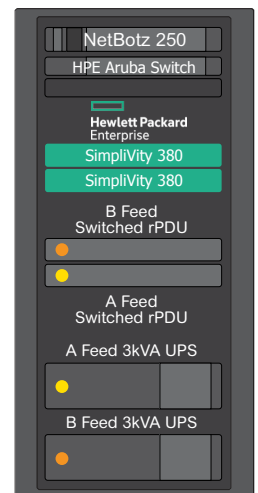 NetBotz 250
HPE Aruba Switch
Hewlett Packard
Enterprise
SimpliVity 380
SimpliVity 380
B Feed
Switched rPDU
A Feed
Switched rPDU
A Feed 3kVA UPS
B Feed 3kVA UPS